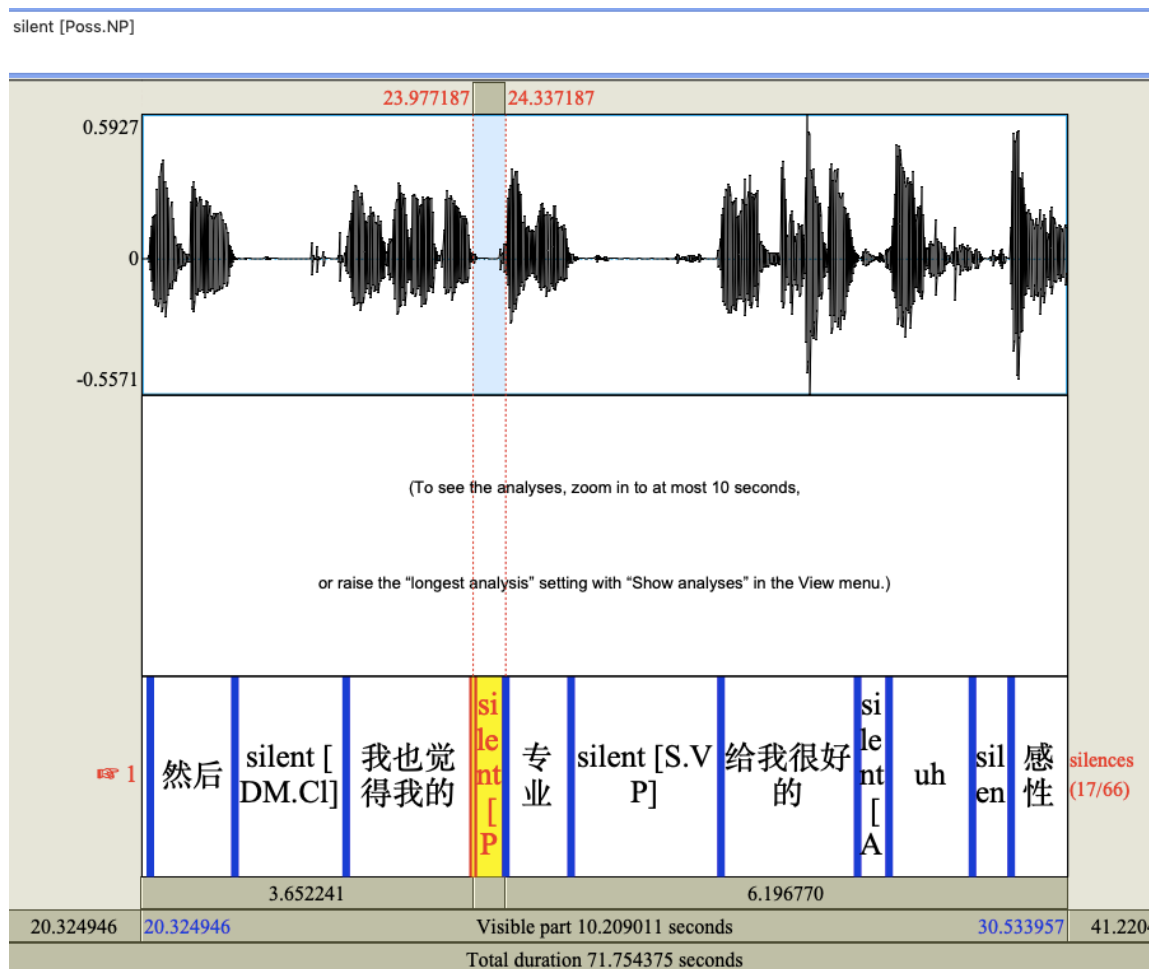 silent [Poss.NP]
23.977187 24.337187
0.5927
0
-0.5571
(To see the analyses, zoom in to at most 10 seconds,
or raise the “longest analysis” setting with “Show analyses” in the View menu.)
☞ 1
然后
silent [
DM.Cl]
我也觉
得我的
si
le
nt
[
P
专
业
silent [S.V
P]
给我很好
的
si
le
nt
[
A
uh
sil
en
感
性
silences
(17/66)
3.652241 6.196770
20.324946 20.324946 Visible part 10.209011 seconds 30.533957 41.2204
Total duration 71.754375 seconds